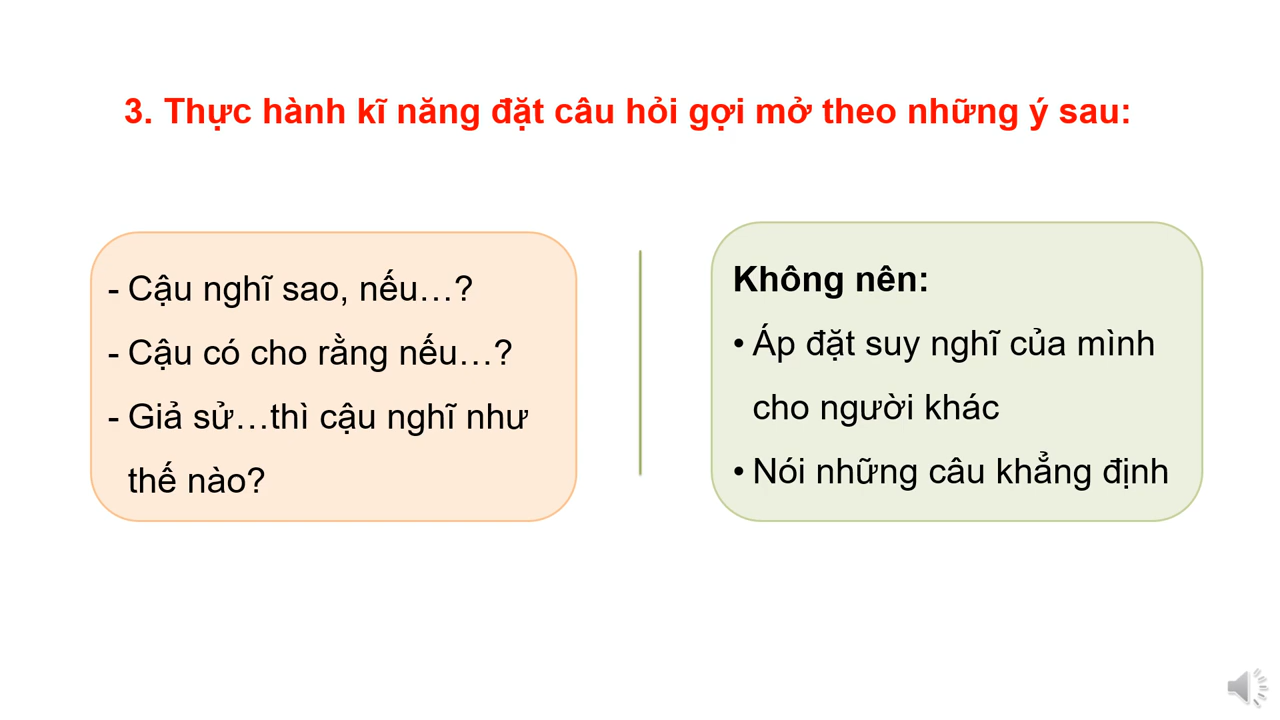 3. Thực hành kĩ năng đặt câu hỏi gợi mở theo những ý sau:
- Cậu nghĩ sao, nếu…?
- Cậu có cho rằng nếu…?
- Giả sử…thì cậu nghĩ như
thế nào?
Không nên:
• Áp đặt suy nghĩ của mình
cho người khác
• Nói những câu khẳng định